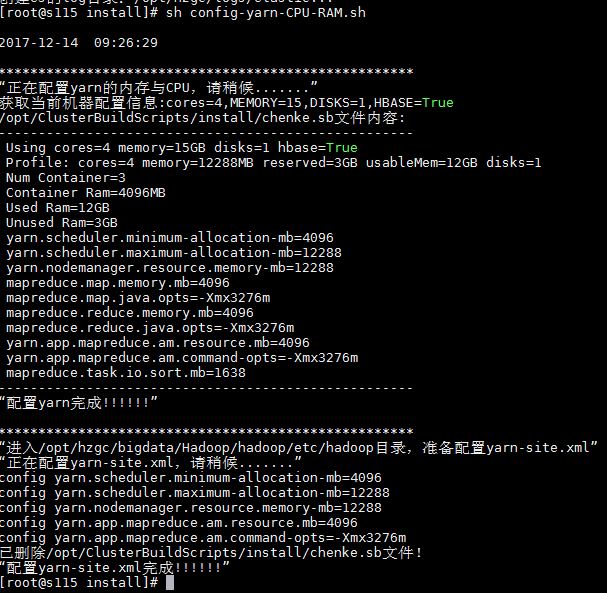 [root@s115 install]# sh config-yarn-CPU-RAM.sh
2017-12-14  09:26:29
**************************************************
“正在配置yarn的内存与CPU，请稍候.......”
获取当前机器配置信息:cores=4,MEMORY=15,DISKS=1,HBASE=True
/opt/ClusterBuildScripts/install/chenke.sb文件内容:
--------------------------------------------------
Using cores=4 memory=15GB disks=1 hbase=True
Profile: cores=4 memory=12288MB reserved=3GB usableMem=12GB disks=1
Num Container=3
Container Ram=4096MB
Used Ram=12GB
Unused Ram=3GB
yarn.scheduler.minimum-allocation-mb=4096
yarn.scheduler.maximum-allocation-mb=12288
yarn.nodemanager.resource.memory-mb=12288
mapreduce.map.memory.mb=4096
mapreduce.map.java.opts=-Xmx3276m
mapreduce.reduce.memory.mb=4096
mapreduce.reduce.java.opts=-Xmx3276m
yarn.app.mapreduce.am.resource.mb=4096
yarn.app.mapreduce.am.command-opts=-Xmx3276m
mapreduce.task.io.sort.mb=1638
--------------------------------------------------
“配置yarn完成!!!!!!”
**************************************************
“进入/opt/hzgc/bigdata/Hadoop/hadoop/etc/hadoop目录，准备配置yarn-site.xml”
“正在配置yarn-site.xml，请稍候.......”
config yarn.scheduler.minimum-allocation-mb=4096
config yarn.scheduler.maximum-allocation-mb=12288
config yarn.nodemanager.resource.memory-mb=12288
config yarn.app.mapreduce.am.resource.mb=4096
config yarn.app.mapreduce.am.command-opts=-Xmx3276m
已删除/opt/ClusterBuildScripts/install/chenke.sb文件！
“配置yarn-site.xml完成!!!!!!”
[root@s115 install]#